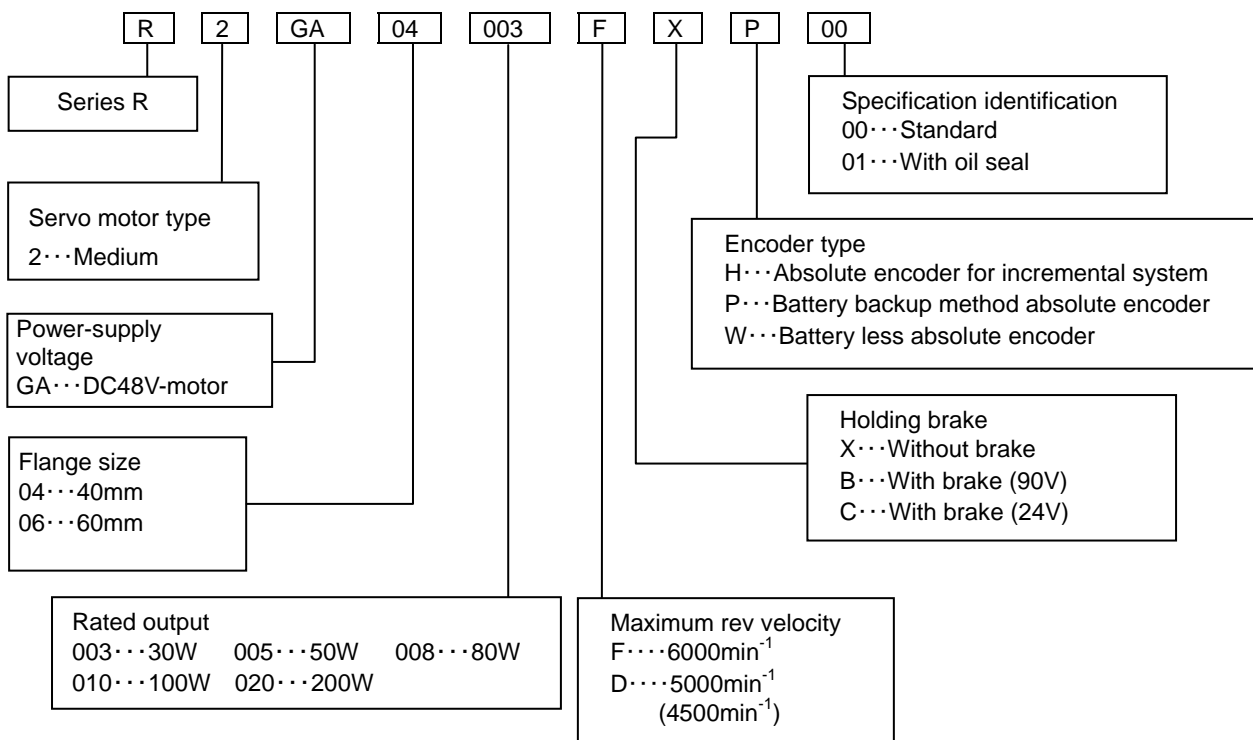 R 2 GA 04 003 F X P 00
Series R
Specification identification
00···Standard
01···With oil seal
Servo motor type
2···Medium
Encoder type
H···Absolute encoder for incremental system
P···Battery backup method absolute encoder
W···Battery less absolute encoder
Power-supply
voltage
GA···DC48V-motor
Holding brake
X···Without brake
B···With brake (90V)
C···With brake (24V)
Flange size
04···40mm
06···60mm
Rated output
003···30W 005···50W 008···80W
010···100W 020···200W
Maximum rev velocity
F····6000min⁻¹
D····5000min⁻¹
(4500min⁻¹)